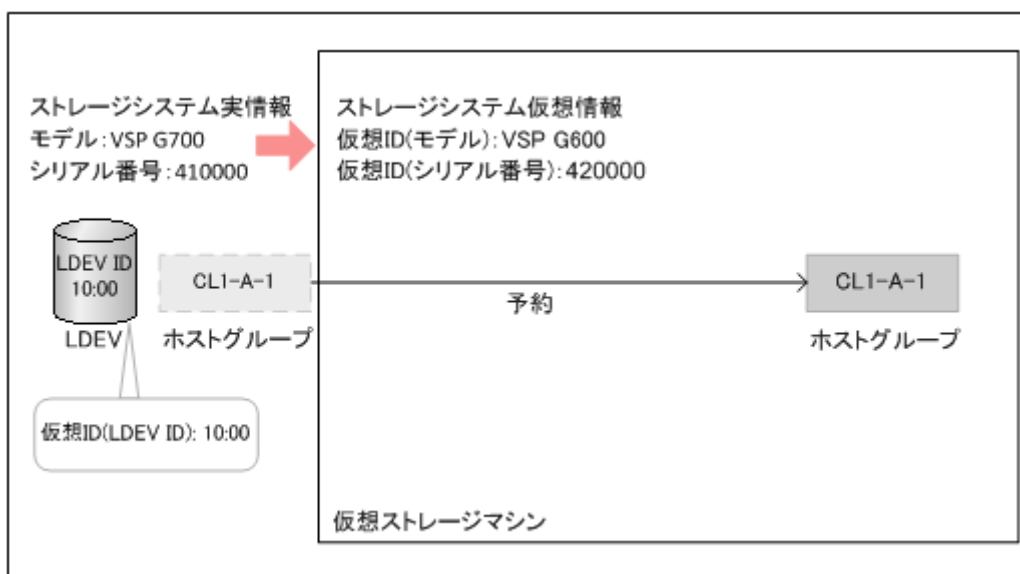 ストレージシステム実情報
モデル:VSP G700
シリアル番号:410000
ストレージシステム仮想情報
仮想ID(モデル):VSP G600
仮想ID(シリアル番号):420000
LDEV ID
10:00
LDEV
CL1-A-1
ホストグループ
予約
CL1-A-1
ホストグループ
仮想ID(LDEV ID): 10:00
仮想ストレージマシン